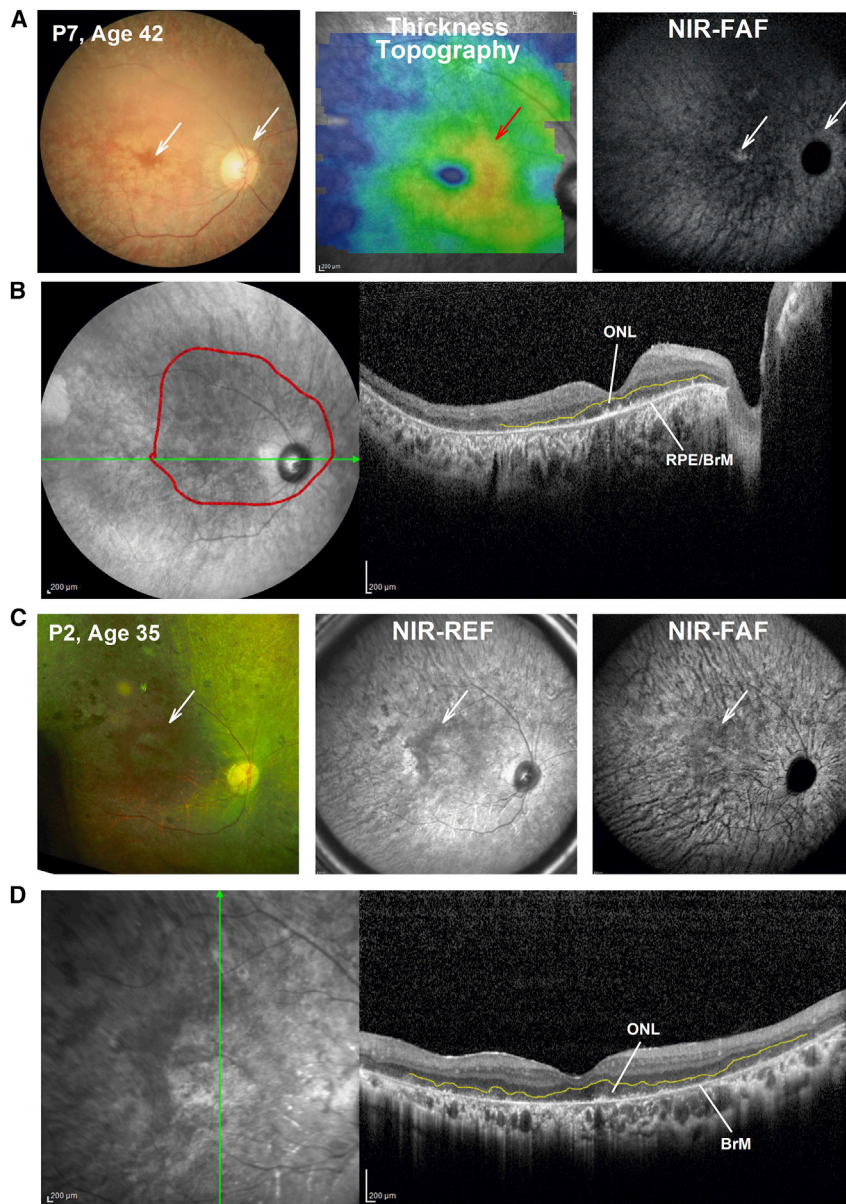 A
P7, Age 42
Thickness
Topography
NIR-FAF
200 µm
B
ONL
RPE/BrM
200 µm
200 µm
C
P2, Age 35
NIR-REF
NIR-FAF
D
ONL
BrM
200 µm
200 µm